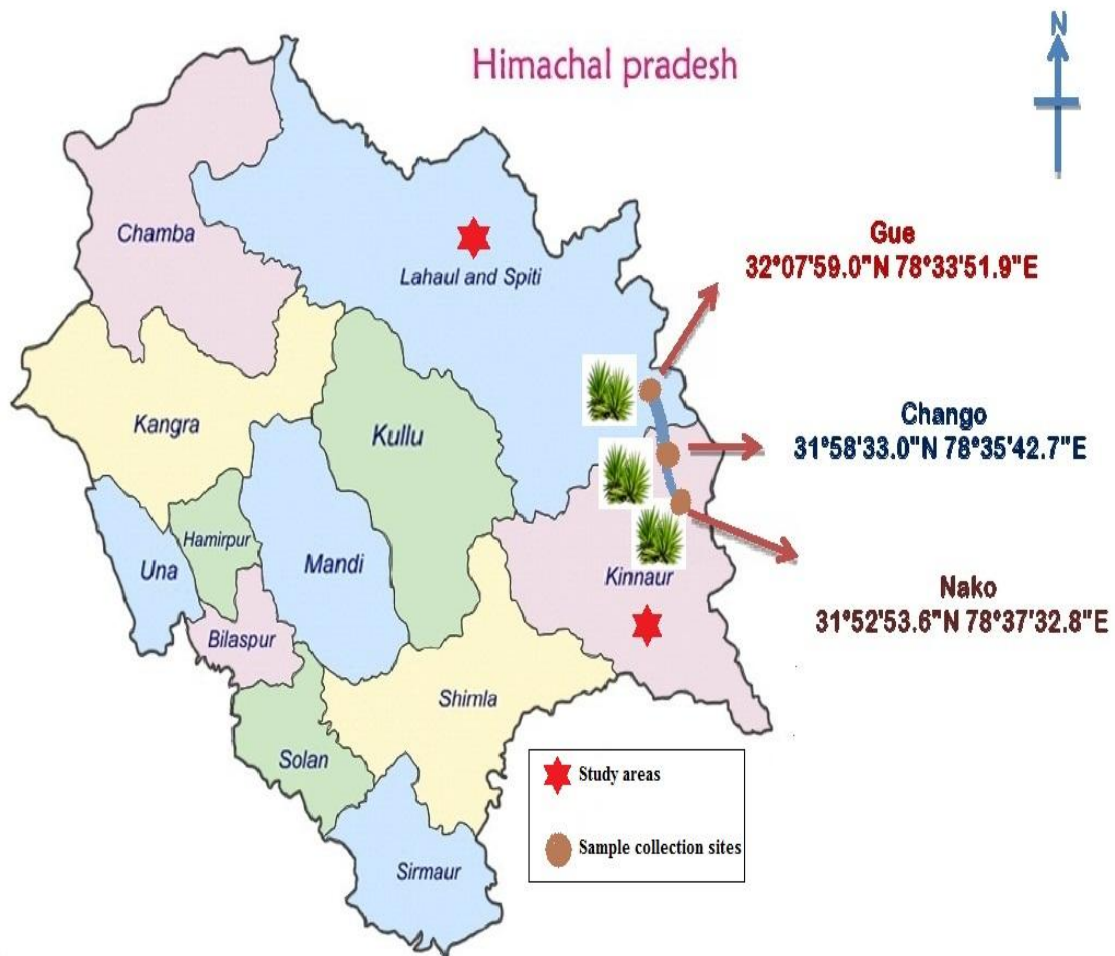 Himachal pradesh
N
Chamba
Lahaul and Spiti
Gue
32°07'59.0"N 78°33'51.9"E
Kangra
Kullu
Chango
31°58'33.0"N 78°35'42.7"E
Hamirpur
Una
Mandi
Kinnaur
Nako
31°52'53.6"N 78°37'32.8"E
Bilaspur
Shimla
Solan
Study areas
Sample collection sites
Sirmaur